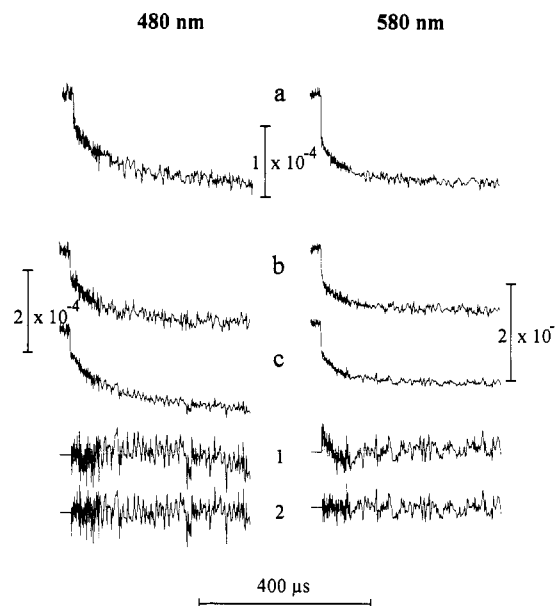 480 nm 580 nm
a
1 x 10⁻⁴
b
2 x 10⁻⁴
2 x 10⁻
c
1
2
400 µs